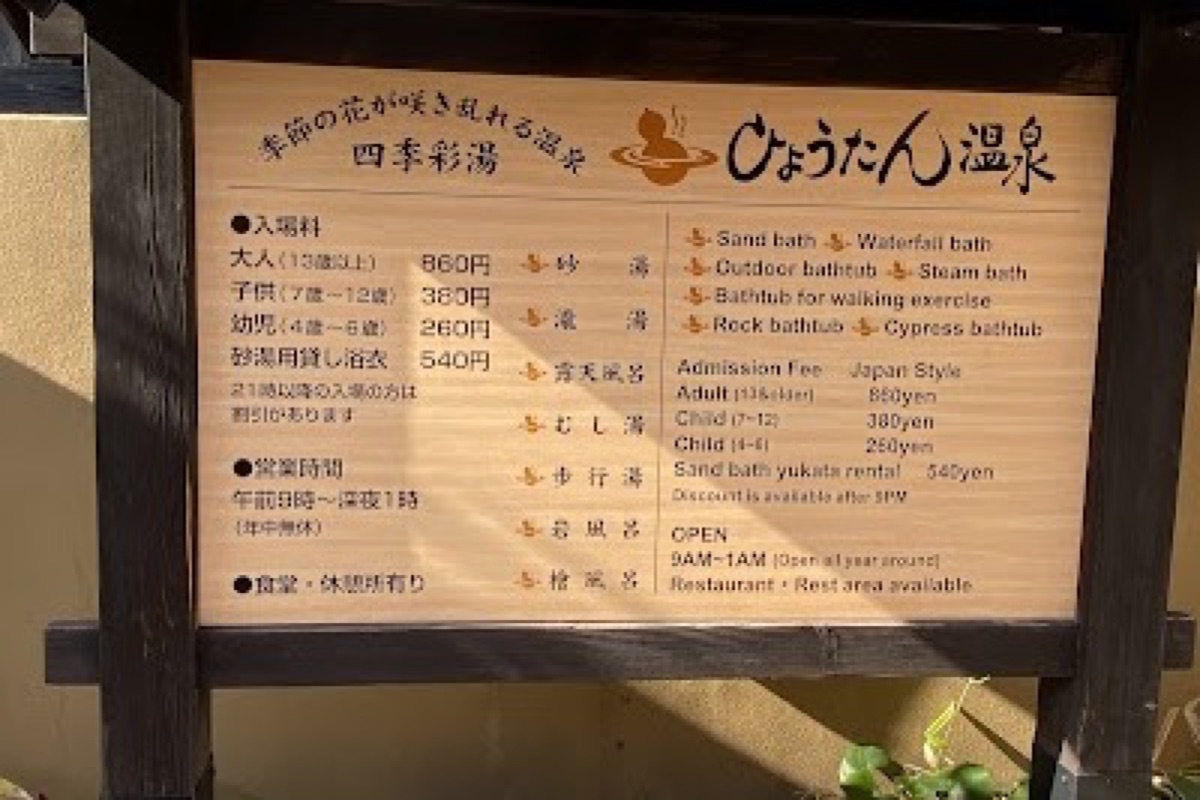 季節の花が咲き乱れる温泉
四季彩湯
ひょうたん温泉
●入場料
大人(13歳以上) 860円
子供(7歳～12歳) 380円
幼児(4歳～6歳) 260円
砂湯用貸し浴衣 540円
21時以降の入場の方は
割引があります
●営業時間
午前9時～深夜1時
(年中無休)
●食堂・休憩所有り
砂湯
瀧湯
露天風呂
むし湯
歩行湯
岩風呂
檜風呂
Sand bath Waterfall bath
Outdoor bathtub Steam bath
Bathtub for walking exercise
Rock bathtub Cypress bathtub
Admission Fee Japan Style
Adult (13&older) 860yen
Child (7~12) 380yen
Child (4~6) 260yen
Sand bath yukata rental 540yen
Discount is available after 9PM
OPEN
9AM~1AM (Open all year around)
Restaurant・Rest area available